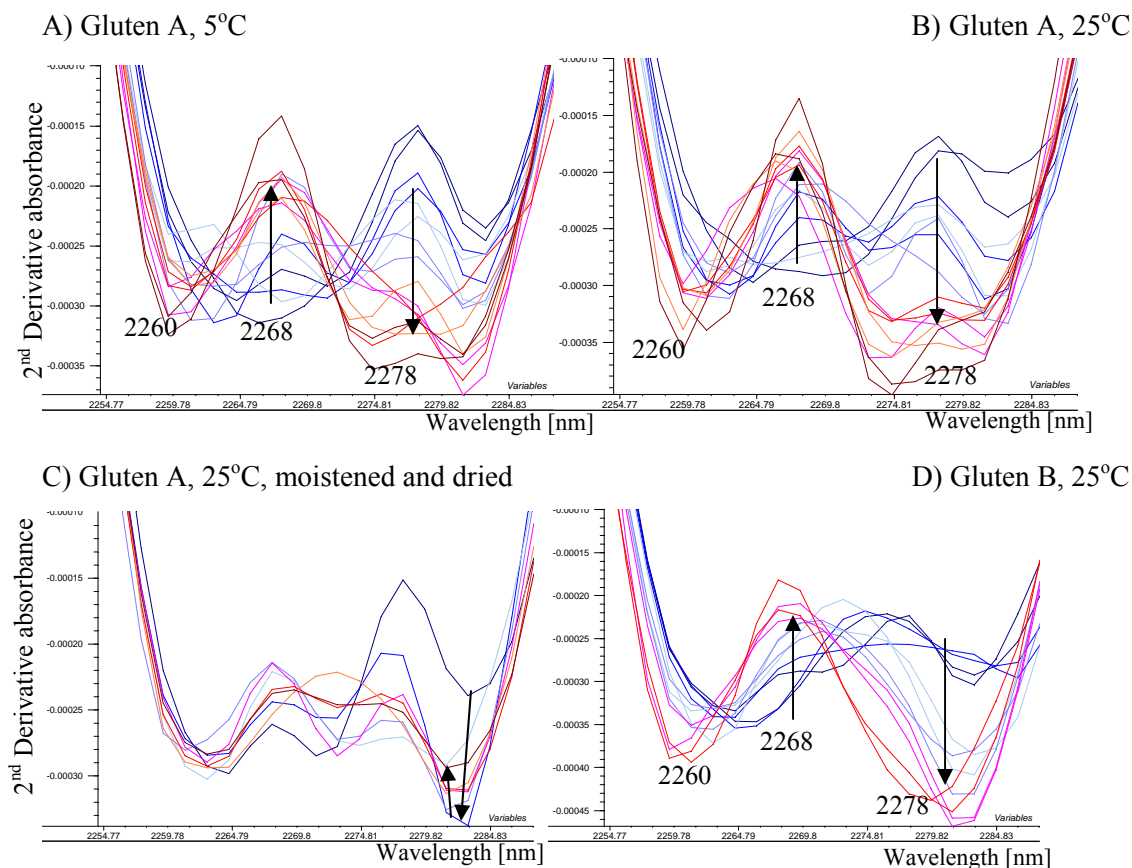 A) Gluten A, 5°C
B) Gluten A, 25°C
2nd Derivative absorbance
-0.00010
-0.00015
-0.00020
-0.00025
-0.00030
-0.00035
2260
2268
2278
Variables
2254.77 2259.78 2264.79 2269.8 2274.81 2279.82 2284.83
Wavelength [nm]
-0.00010
-0.00015
-0.00020
-0.00025
-0.00030
-0.00035
2260
2268
2278
Variables
2254.77 2259.78 2264.79 2269.8 2274.81 2279.82 2284.83
Wavelength [nm]
C) Gluten A, 25°C, moistened and dried
D) Gluten B, 25°C
2nd Derivative absorbance
-0.00010
-0.00015
-0.00020
-0.00025
-0.00030
Variables
2254.77 2259.78 2264.79 2269.8 2274.81 2279.82 2284.83
Wavelength [nm]
-0.00010
-0.00015
-0.00020
-0.00025
-0.00030
-0.00035
-0.00040
-0.00045
2260
2268
2278
Variables
2254.77 2259.78 2264.79 2269.8 2274.81 2279.82 2284.83
Wavelength [nm]